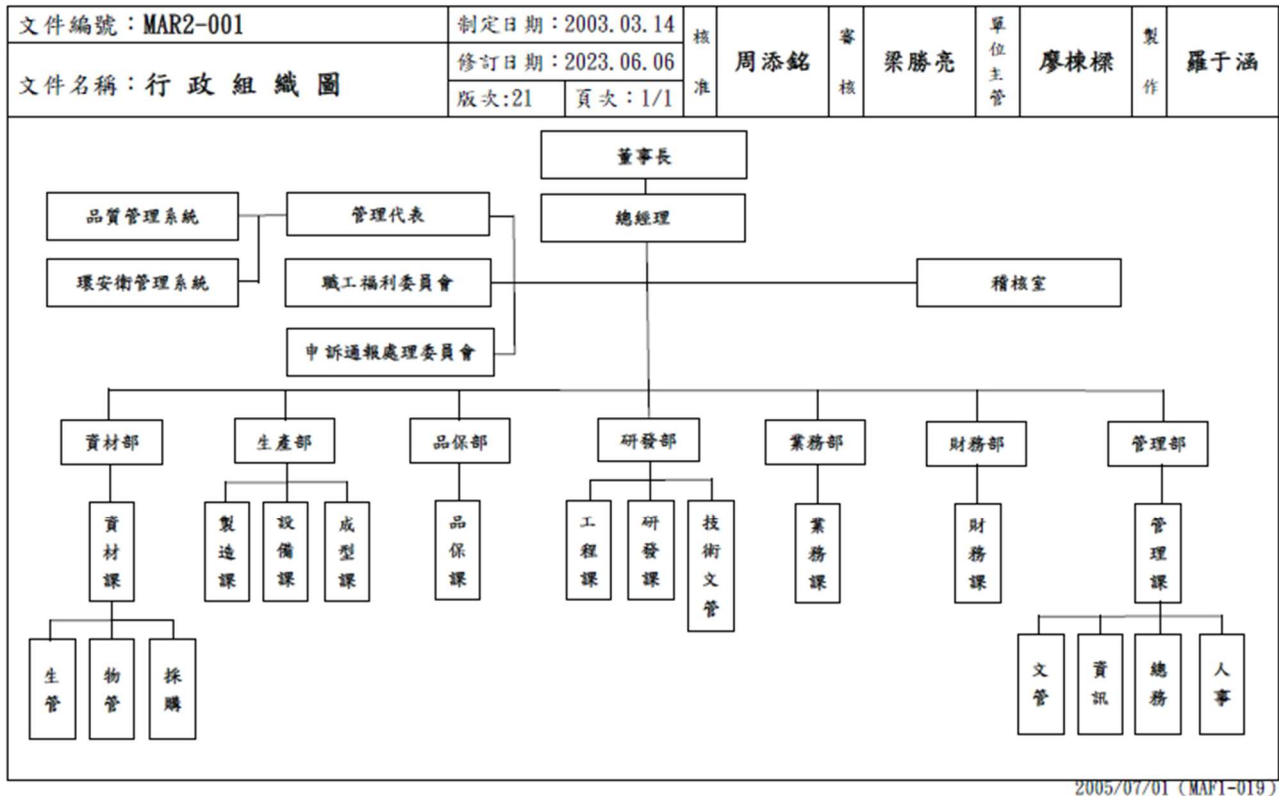 文件編號：MAR2-001
制定日期：2003.03.14
核准
周添銘
審核
梁勝亮
單位主管
廖棟樑
製作
羅于涵
文件名稱：行 政 組 織 圖
修訂日期：2023.06.06
版次:21
頁次：1/1
董事長
總經理
品質管理系統
管理代表
環安衛管理系統
職工福利委員會
稽核室
申訴通報處理委員會
資材部
生產部
品保部
研發部
業務部
財務部
管理部
資材課
製造課
設備課
成型課
品保課
工程課
研發課
技術文管
業務課
財務課
管理課
生管
物管
採購
文管
資訊
總務
人事
2005/07/01 (MAF1-019)